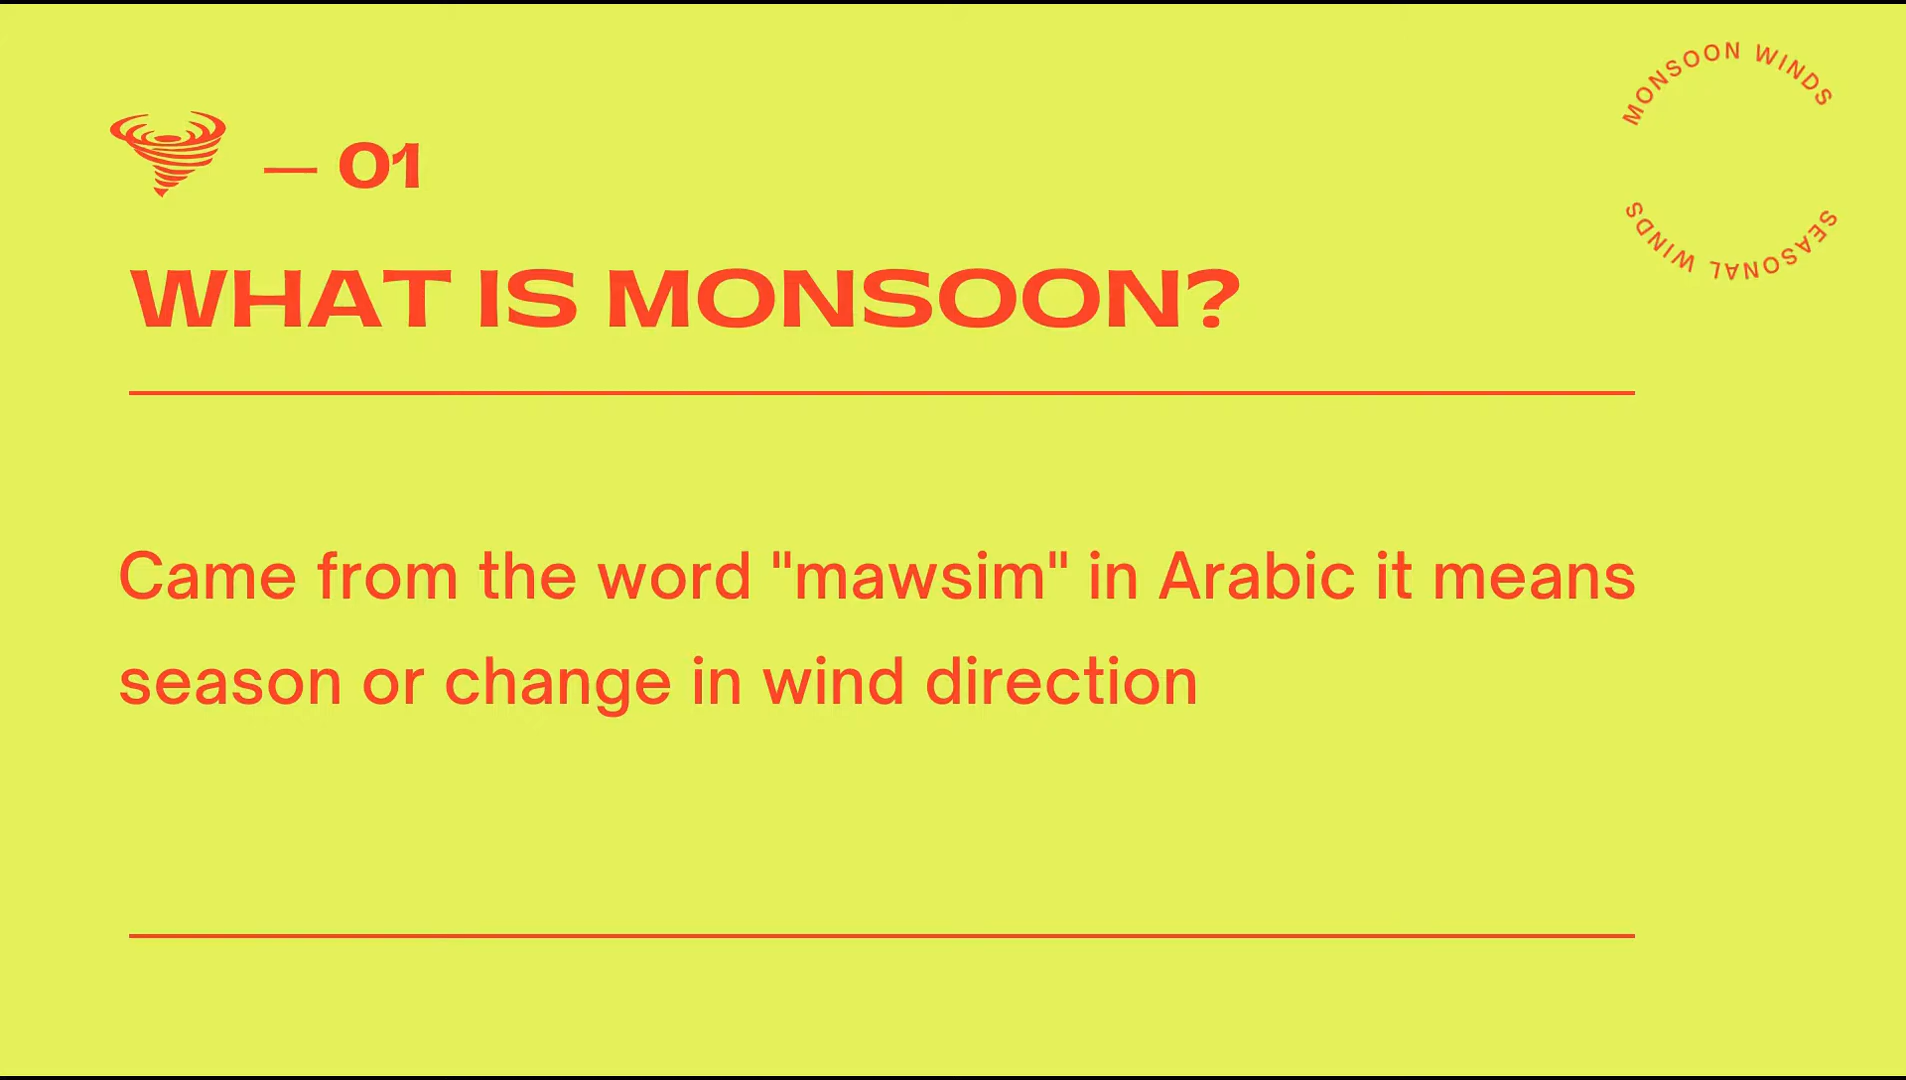 MONSOON WINDS
SEASONAL WINDS
— 01
WHAT IS MONSOON?
Came from the word "mawsim" in Arabic it means
season or change in wind direction